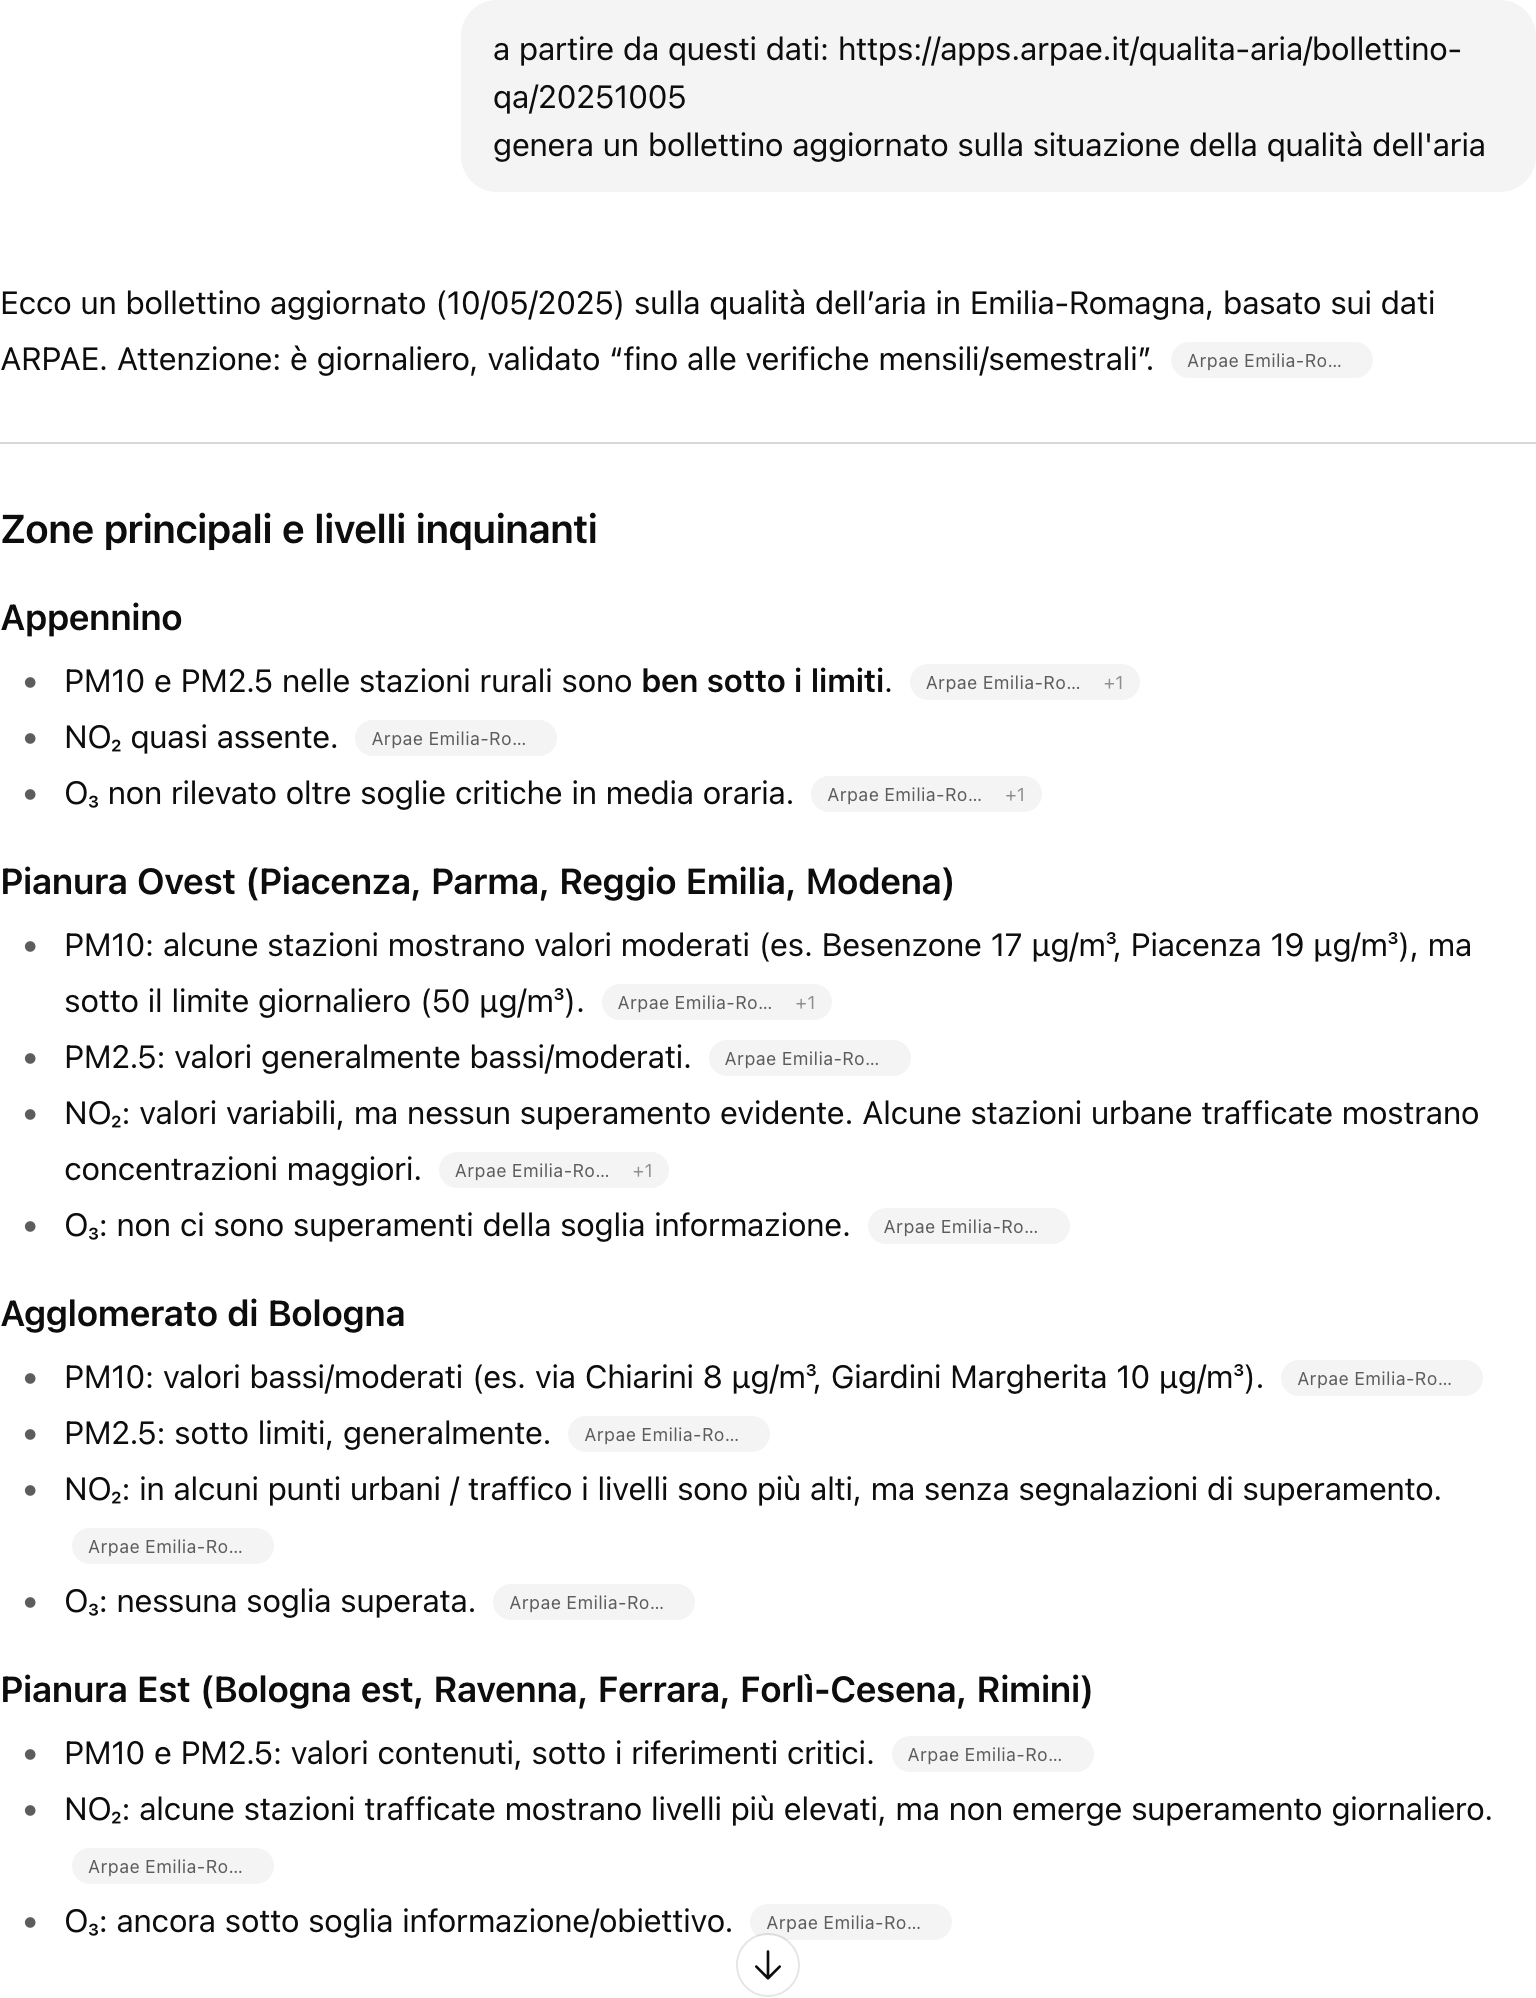 a partire da questi dati: https://apps.arpae.it/qualita-aria/bollettino-
qa/20251005
genera un bollettino aggiornato sulla situazione della qualità dell'aria
Ecco un bollettino aggiornato (10/05/2025) sulla qualità dell’aria in Emilia-Romagna, basato sui dati
ARPAE. Attenzione: è giornaliero, validato “fino alle verifiche mensili/semestrali”. Arpae Emilia-Ro...
Zone principali e livelli inquinanti
Appennino
• PM10 e PM2.5 nelle stazioni rurali sono ben sotto i limiti. Arpae Emilia-Ro... +1
• NO₂ quasi assente. Arpae Emilia-Ro...
• O₃ non rilevato oltre soglie critiche in media oraria. Arpae Emilia-Ro... +1
Pianura Ovest (Piacenza, Parma, Reggio Emilia, Modena)
• PM10: alcune stazioni mostrano valori moderati (es. Besenzone 17 µg/m³, Piacenza 19 µg/m³), ma
sotto il limite giornaliero (50 µg/m³). Arpae Emilia-Ro... +1
• PM2.5: valori generalmente bassi/moderati. Arpae Emilia-Ro...
• NO₂: valori variabili, ma nessun superamento evidente. Alcune stazioni urbane trafficate mostrano
concentrazioni maggiori. Arpae Emilia-Ro... +1
• O₃: non ci sono superamenti della soglia informazione. Arpae Emilia-Ro...
Agglomerato di Bologna
• PM10: valori bassi/moderati (es. via Chiarini 8 µg/m³, Giardini Margherita 10 µg/m³). Arpae Emilia-Ro...
• PM2.5: sotto limiti, generalmente. Arpae Emilia-Ro...
• NO₂: in alcuni punti urbani / traffico i livelli sono più alti, ma senza segnalazioni di superamento.
Arpae Emilia-Ro...
• O₃: nessuna soglia superata. Arpae Emilia-Ro...
Pianura Est (Bologna est, Ravenna, Ferrara, Forlì-Cesena, Rimini)
• PM10 e PM2.5: valori contenuti, sotto i riferimenti critici. Arpae Emilia-Ro...
• NO₂: alcune stazioni trafficate mostrano livelli più elevati, ma non emerge superamento giornaliero.
Arpae Emilia-Ro...
• O₃: ancora sotto soglia informazione/obiettivo. Arpae Emilia-Ro...